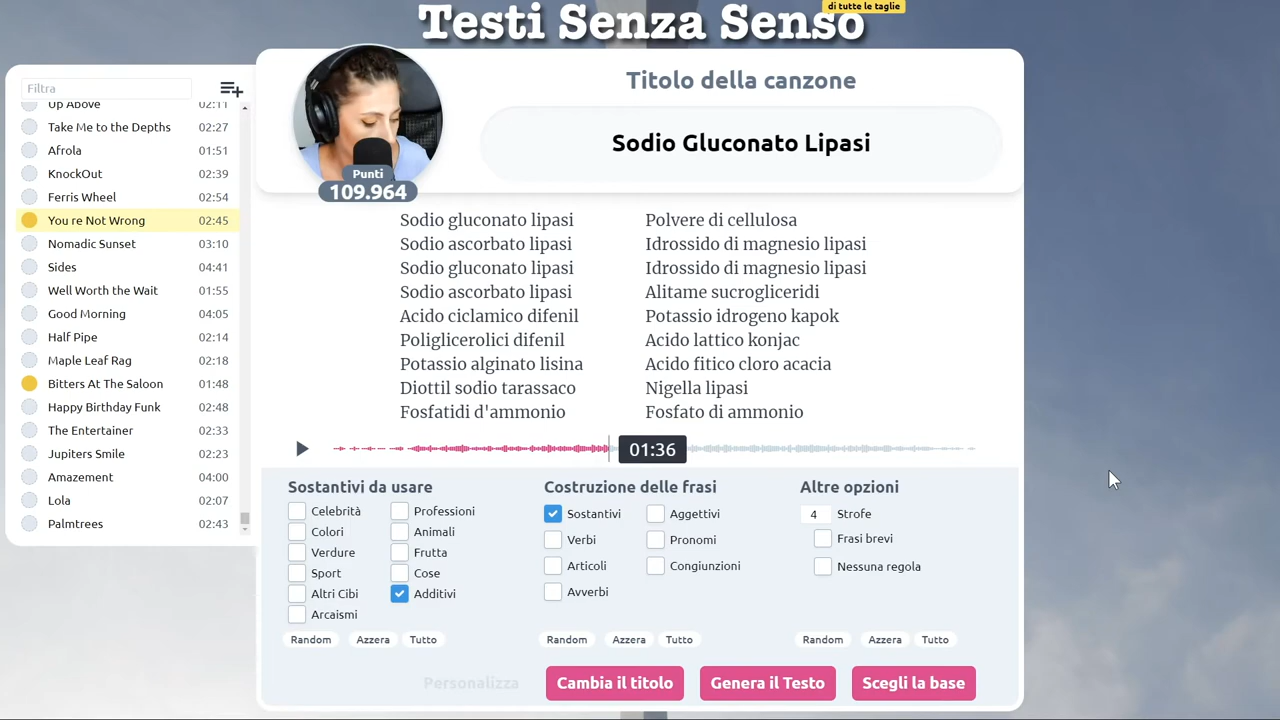 di tutte le taglie
Testi Senza Senso
Filtra
Up Above 02:11
Take Me to the Depths 02:27
Afrola 01:51
KnockOut 02:39
Ferris Wheel 02:54
You re Not Wrong 02:45
Nomadic Sunset 03:10
Sides 04:41
Well Worth the Wait 01:55
Good Morning 04:05
Half Pipe 02:14
Maple Leaf Rag 02:18
Bitters At The Saloon 01:48
Happy Birthday Funk 02:48
The Entertainer 02:33
Jupiters Smile 02:23
Amazement 04:00
Lola 02:07
Palmtrees 02:43
Punti
109.964
Titolo della canzone
Sodio Gluconato Lipasi
Sodio gluconato lipasi
Sodio ascorbato lipasi
Sodio gluconato lipasi
Sodio ascorbato lipasi
Acido ciclamico difenil
Poliglicerolici difenil
Potassio alginato lisina
Diottil sodio tarassaco
Fosfatidi d'ammonio
Polvere di cellulosa
Idrossido di magnesio lipasi
Idrossido di magnesio lipasi
Alitame sucrogliceridi
Potassio idrogeno kapok
Acido lattico konjac
Acido fitico cloro acacia
Nigella lipasi
Fosfato di ammonio
01:36
Sostantivi da usare
Celebrità Professioni
Colori Animali
Verdure Frutta
Sport Cose
Altri Cibi Additivi
Arcaismi
Random Azzera Tutto
Costruzione delle frasi
Sostantivi Aggettivi
Verbi Pronomi
Articoli Congiunzioni
Avverbi
Random Azzera Tutto
Altre opzioni
4 Strofe
Frasi brevi
Nessuna regola
Random Azzera Tutto
Personalizza Cambia il titolo Genera il Testo Scegli la base